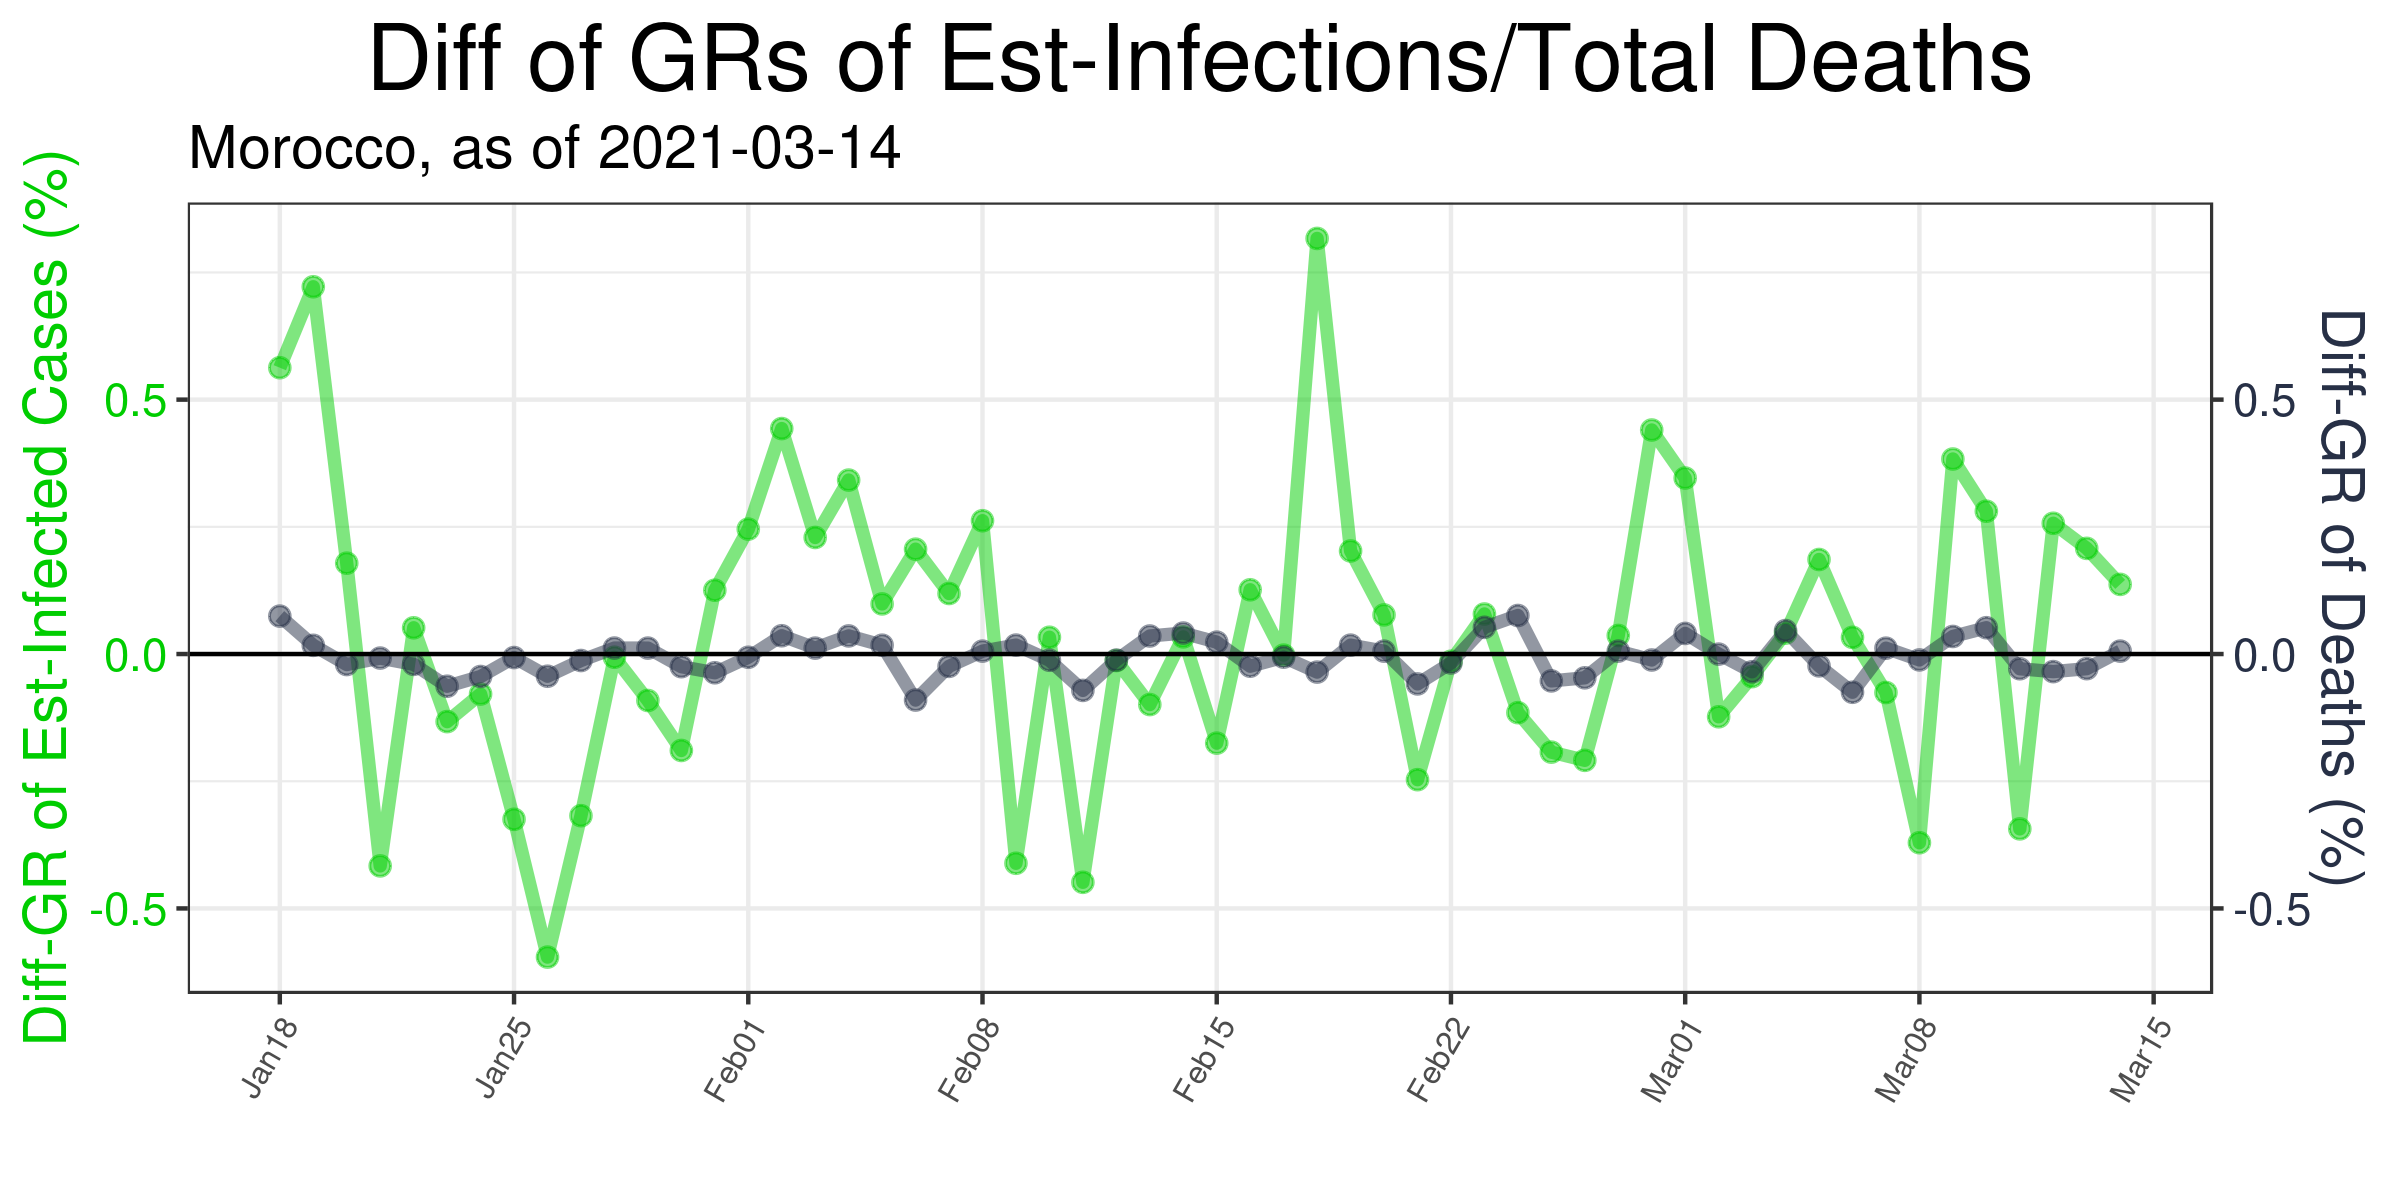 Diff of GRs of Est-Infections/Total Deaths
Morocco, as of 2021-03-14
Diff-GR of Est-Infected Cases (%)
0.5
0.0
-0.5
0.5
0.0
-0.5
Diff-GR of Deaths (%)
Jan18
Jan25
Feb01
Feb08
Feb15
Feb22
Mar01
Mar08
Mar15